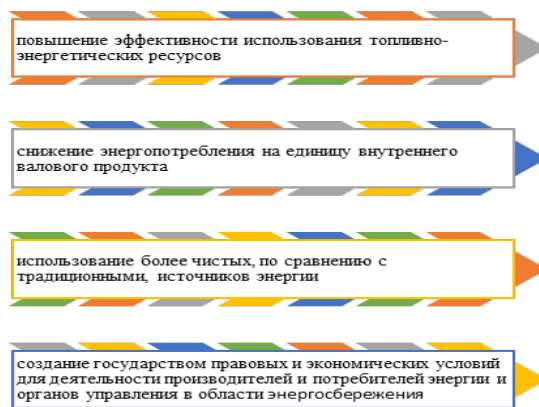 повышение эффективности использования топливно-
энергетических ресурсов
снижение энергопотребления на единицу внутреннего
валового продукта
использование более чистых, по сравнению с
традиционными, источников энергии
создание государством правовых и экономических условий
для деятельности производителей и потребителей энергии и
органов управления в области энергосбережения